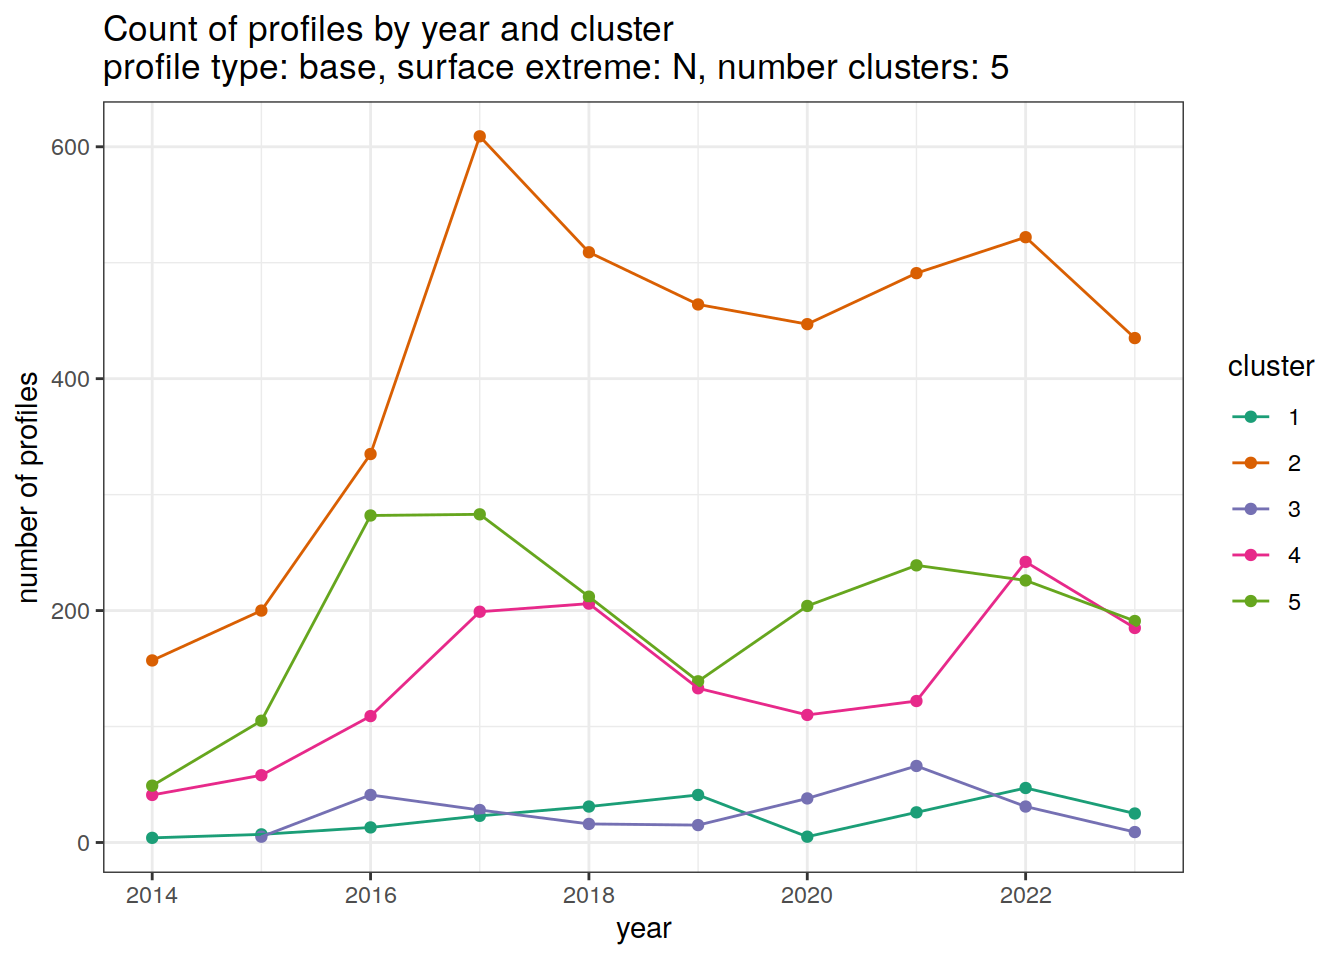 Count of profiles by year and cluster
profile type: base, surface extreme: N, number clusters: 5
600
400
200
0
number of profiles
2014 2016 2018 2020 2022
year
cluster
1
2
3
4
5